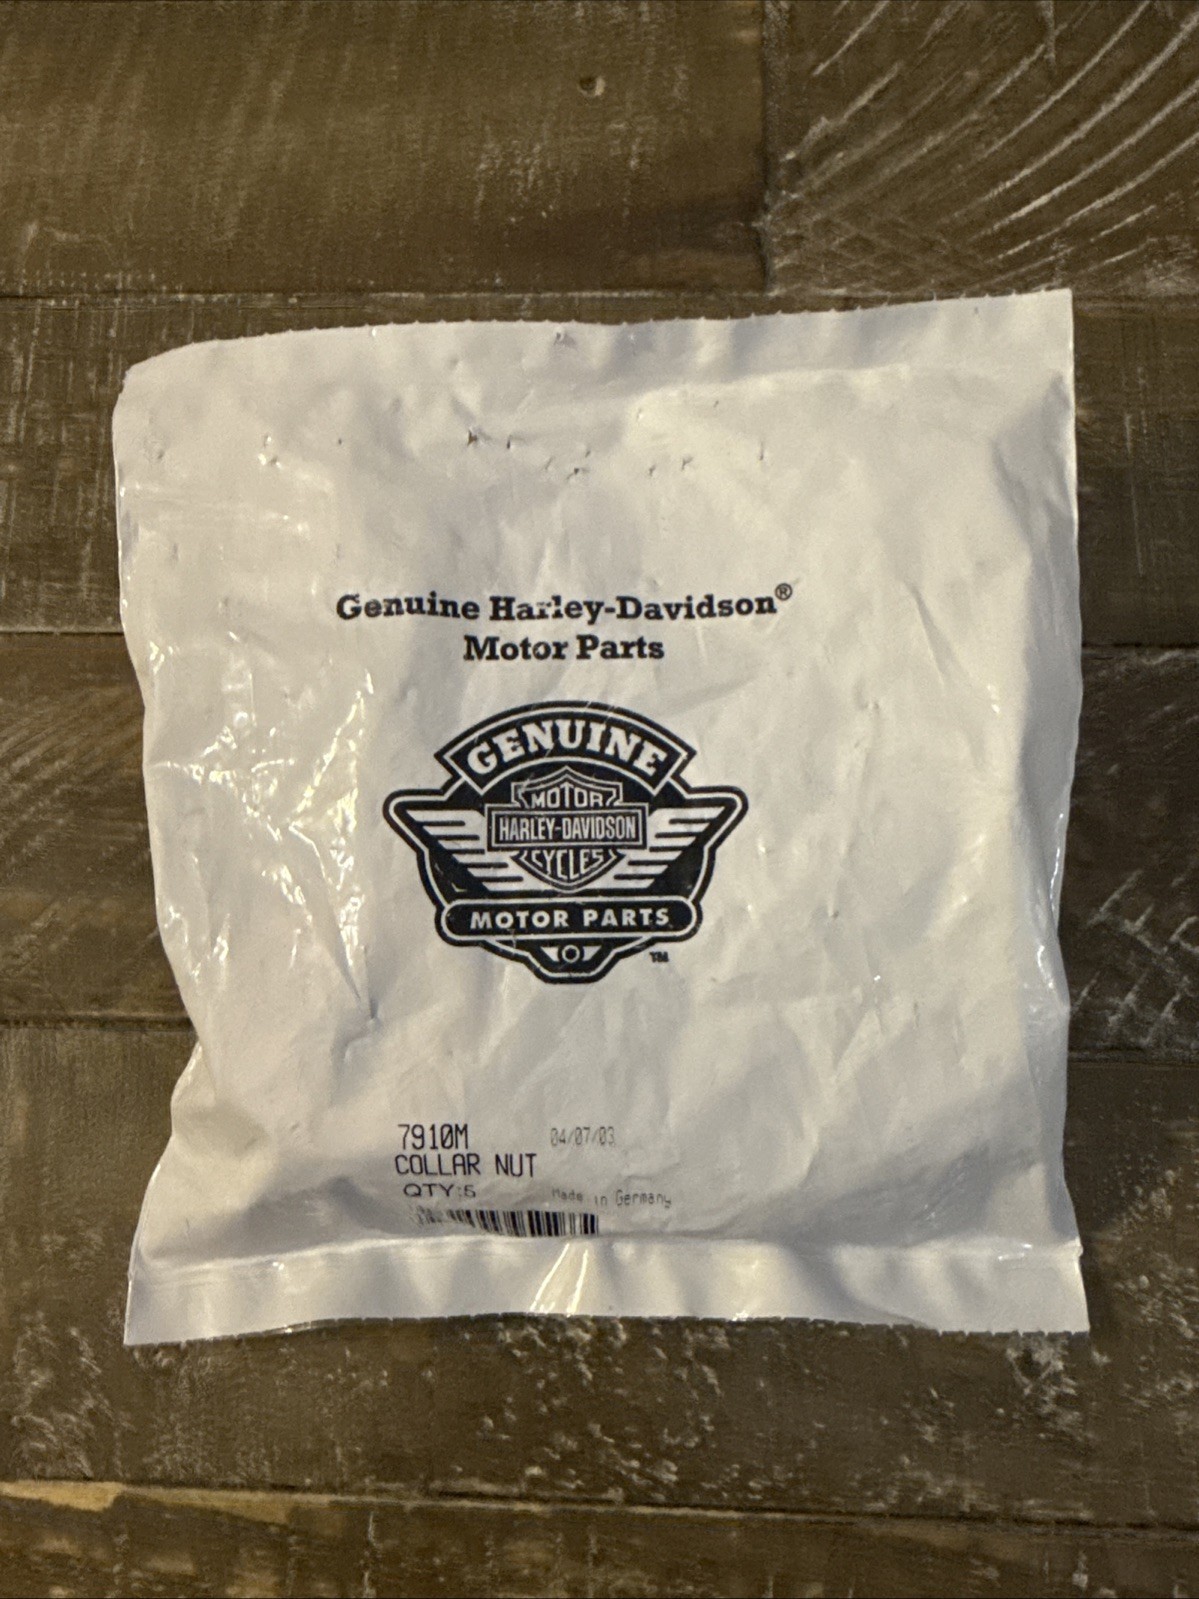 Genuine Harley-Davidson®
Motor Parts
GENUINE
MOTOR
HARLEY-DAVIDSON
CYCLES
MOTOR PARTS
TM
7910M 04/07/03
COLLAR NUT
QTY:5 Made in Germany